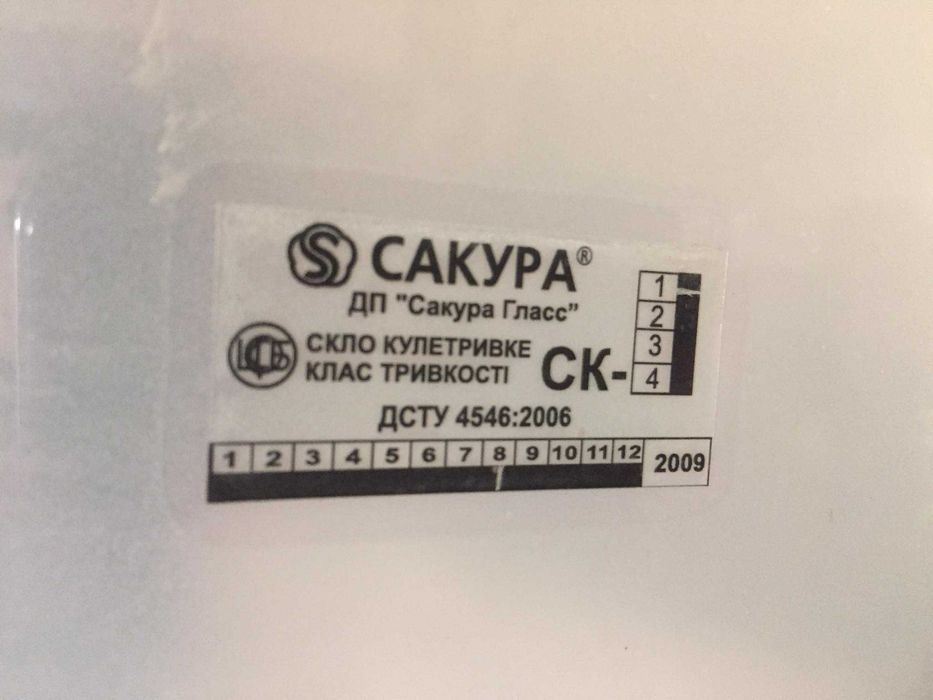 S САКУРА®
ДП "Сакура Гласс"
СКЛО КУЛЕТРИВКЕ
КЛАС ТРИВКОСТІ
СК-
1
2
3
4
ДСТУ 4546:2006
1 2 3 4 5 6 7 8 9 10 11 12 2009